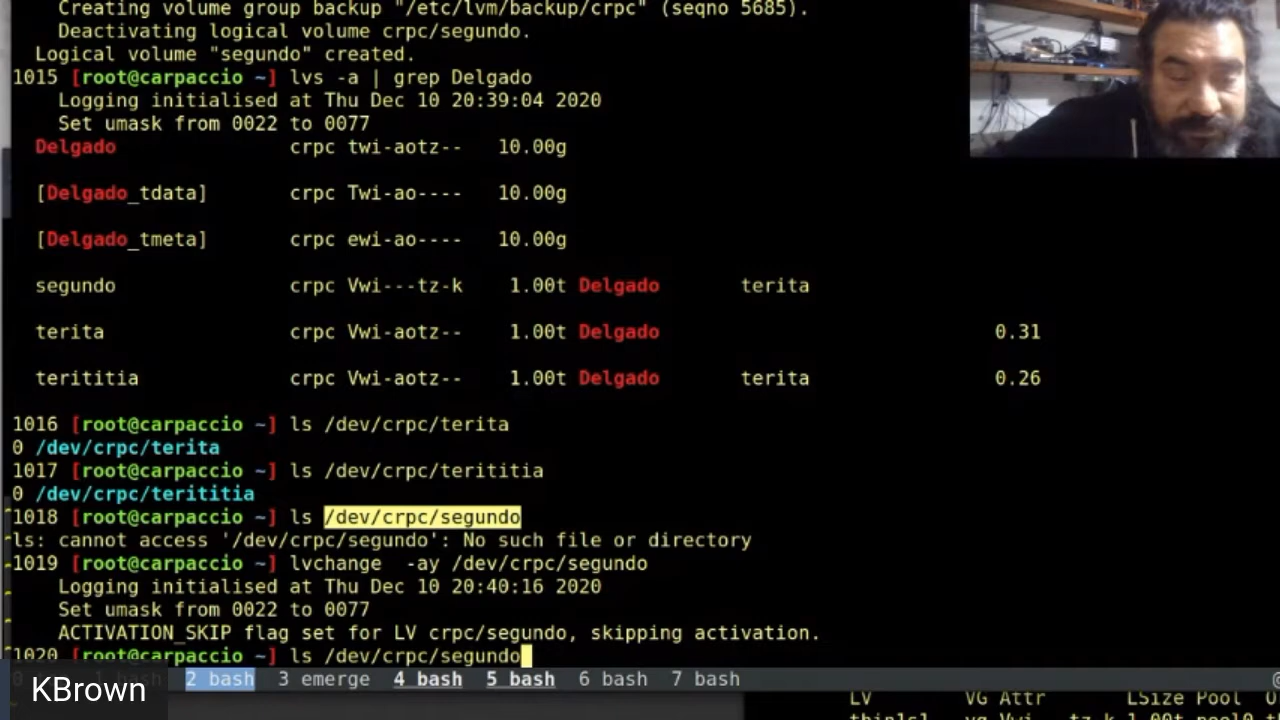 Creating volume group backup "/etc/lvm/backup/crpc" (seqno 5685).
Deactivating logical volume crpc/segundo.
Logical volume "segundo" created.
1015 [root@carpaccio ~] lvs -a | grep Delgado
Logging initialised at Thu Dec 10 20:39:04 2020
Set umask from 0022 to 0077
Delgado crpc twi-aotz-- 10.00g
[Delgado_tdata] crpc Twi-ao---- 10.00g
[Delgado_tmeta] crpc ewi-ao---- 10.00g
segundo crpc Vwi---tz-k 1.00t Delgado terita
terita crpc Vwi-aotz-- 1.00t Delgado 0.31
terititia crpc Vwi-aotz-- 1.00t Delgado terita 0.26
1016 [root@carpaccio ~] ls /dev/crpc/terita
0 /dev/crpc/terita
1017 [root@carpaccio ~] ls /dev/crpc/terititia
0 /dev/crpc/terititia
1018 [root@carpaccio ~] ls /dev/crpc/segundo
ls: cannot access '/dev/crpc/segundo': No such file or directory
1019 [root@carpaccio ~] lvchange -ay /dev/crpc/segundo
Logging initialised at Thu Dec 10 20:40:16 2020
Set umask from 0022 to 0077
ACTIVATION_SKIP flag set for LV crpc/segundo, skipping activation.
1020 [root@carpaccio ~] ls /dev/crpc/segundo
2 bash 3 emerge 4 bash 5 bash 6 bash 7 bash
KBrown
LV VG Attr LSize Pool